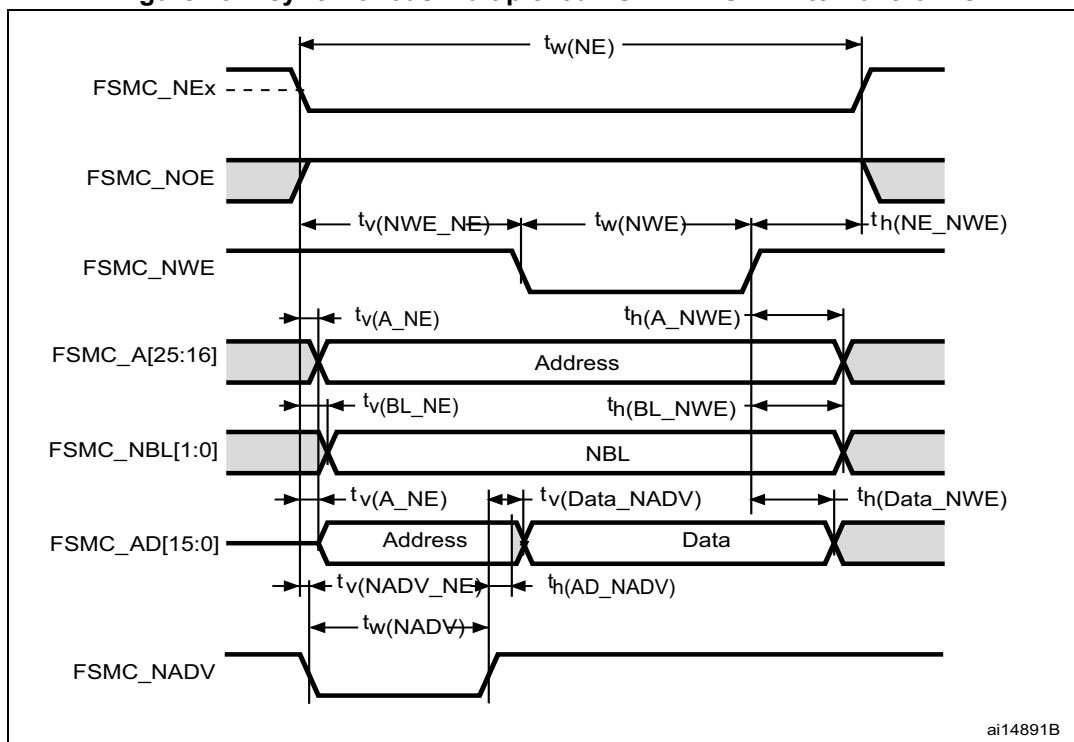 tw(NE)
FSMC_NEx
FSMC_NOE
tv(NWE_NE)
tw(NWE)
th(NE_NWE)
FSMC_NWE
tv(A_NE)
th(A_NWE)
FSMC_A[25:16]
Address
tv(BL_NE)
th(BL_NWE)
FSMC_NBL[1:0]
NBL
tv(A_NE)
tv(Data_NADV)
th(Data_NWE)
FSMC_AD[15:0]
Address
Data
tv(NADV_NE)
th(AD_NADV)
tw(NADV)
FSMC_NADV
ai14891B